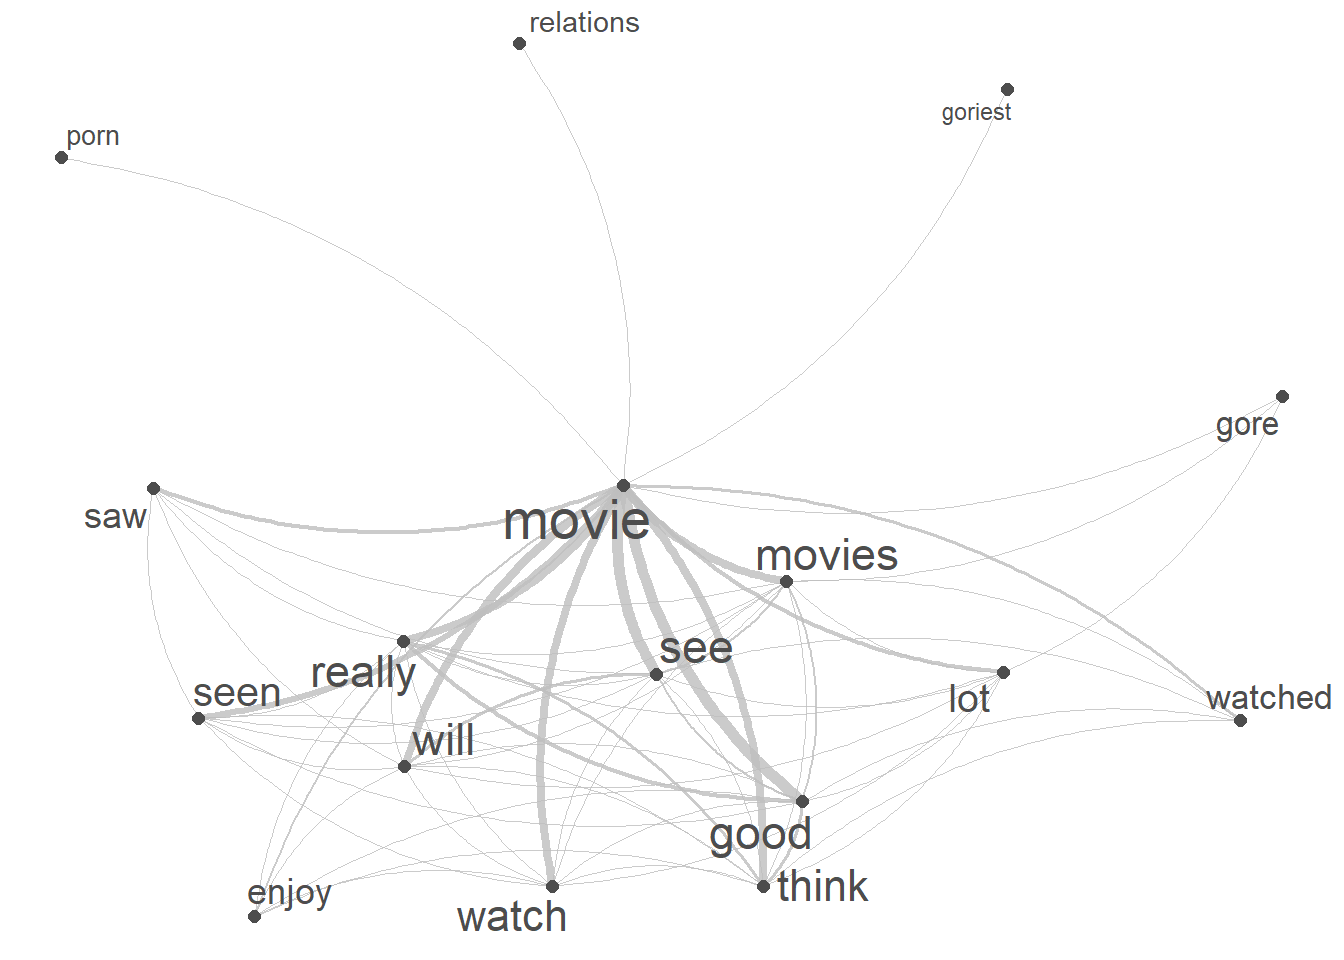 relations
goriest
porn
gore
saw
movie
movies
see
really
seen
lot
watched
will
good
think
enjoy
watch